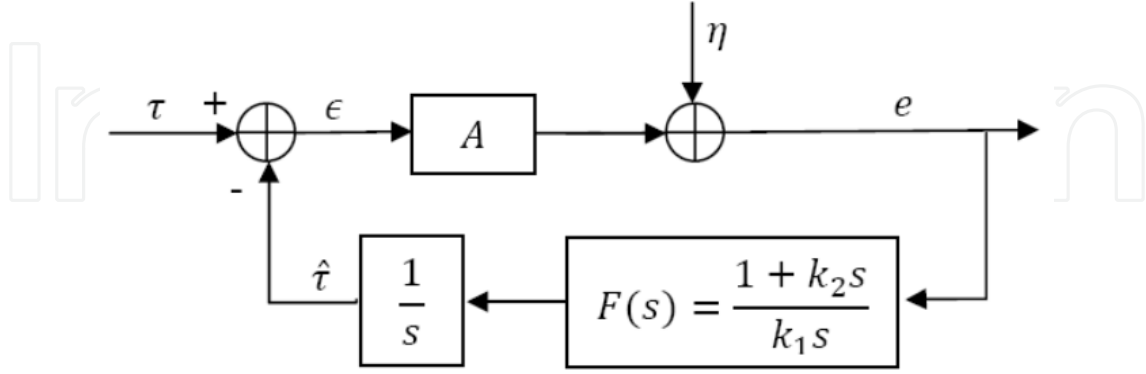 η
τ + ϵ A e
-
τ̂ 1/s F(s) = (1 + k₂s)/(k₁s)